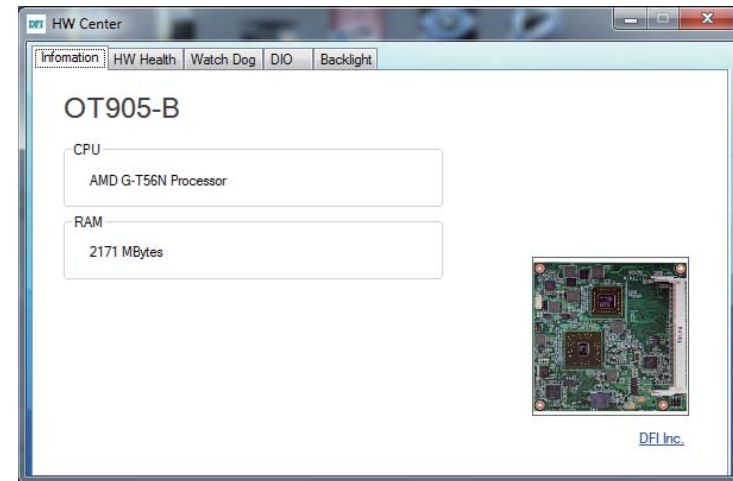 DFI HW Center
Infomation HW Health Watch Dog DIO Backlight
OT905-B
CPU
AMD G-T56N Processor
RAM
2171 MBytes
DFI Inc.